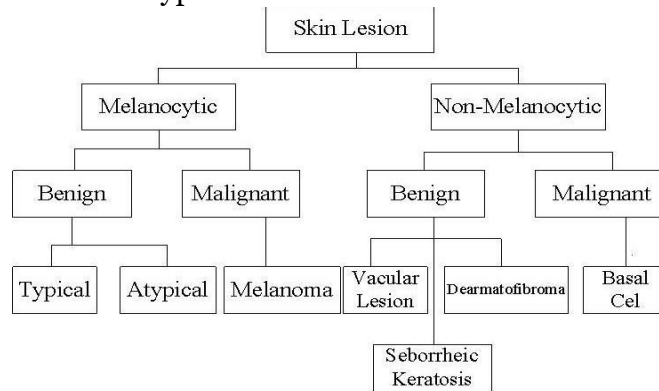 Skin Lesion
Melanocytic
Non-Melanocytic
Benign
Malignant
Benign
Malignant
Typical
Atypical
Melanoma
Vacular
Lesion
Dearmatofibroma
Basal
Cel
Seborrheic
Keratosis